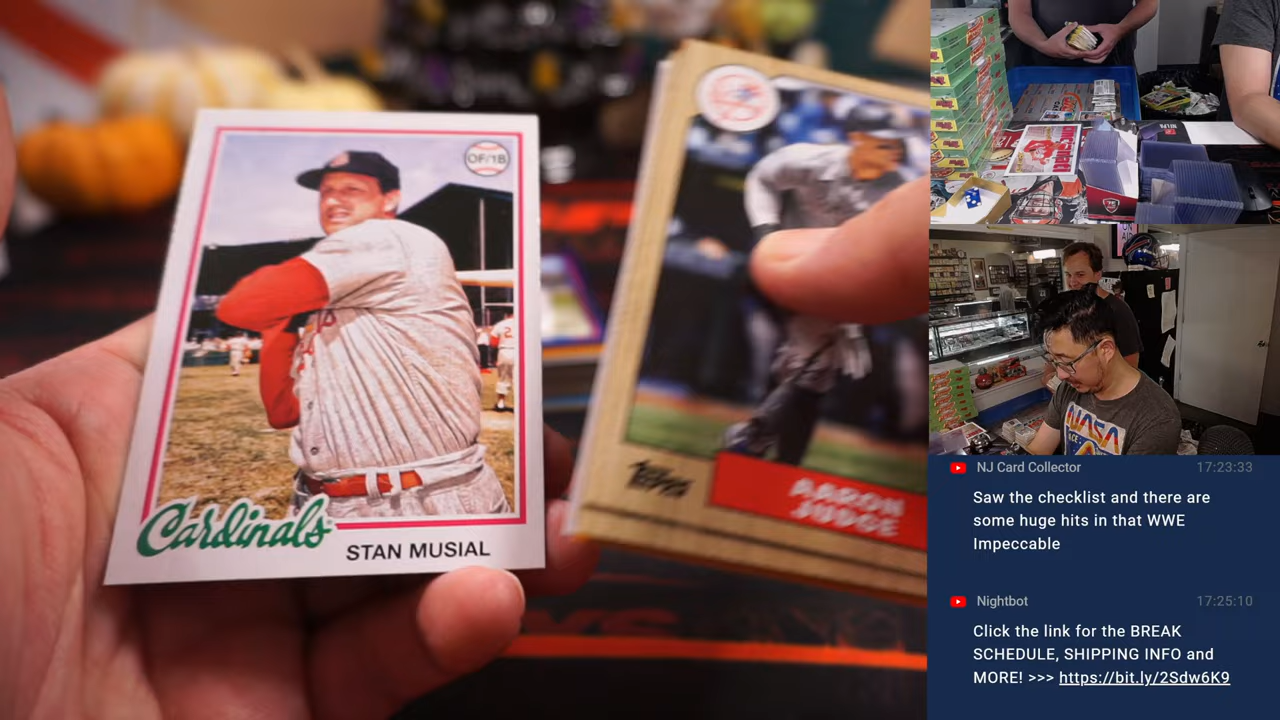 OF/1B
Cardinals
STAN MUSIAL
Topps
AARON
JUDGE
NASA
NJ Card Collector
17:23:33
Saw the checklist and there are
some huge hits in that WWE
Impeccable
Nightbot
17:25:10
Click the link for the BREAK
SCHEDULE, SHIPPING INFO and
MORE! >>> https://bit.ly/2Sdw6K9